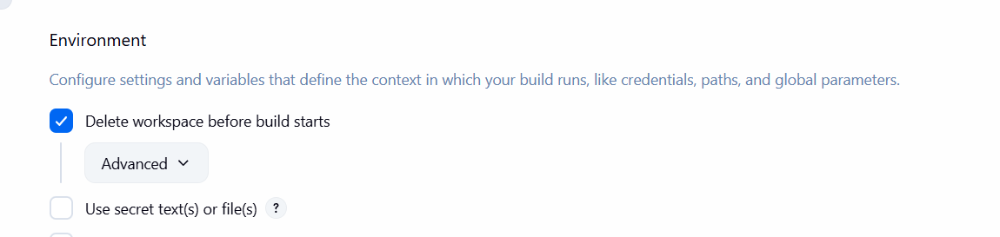 Environment
Configure settings and variables that define the context in which your build runs, like credentials, paths, and global parameters.
Delete workspace before build starts
Advanced
Use secret text(s) or file(s) ?